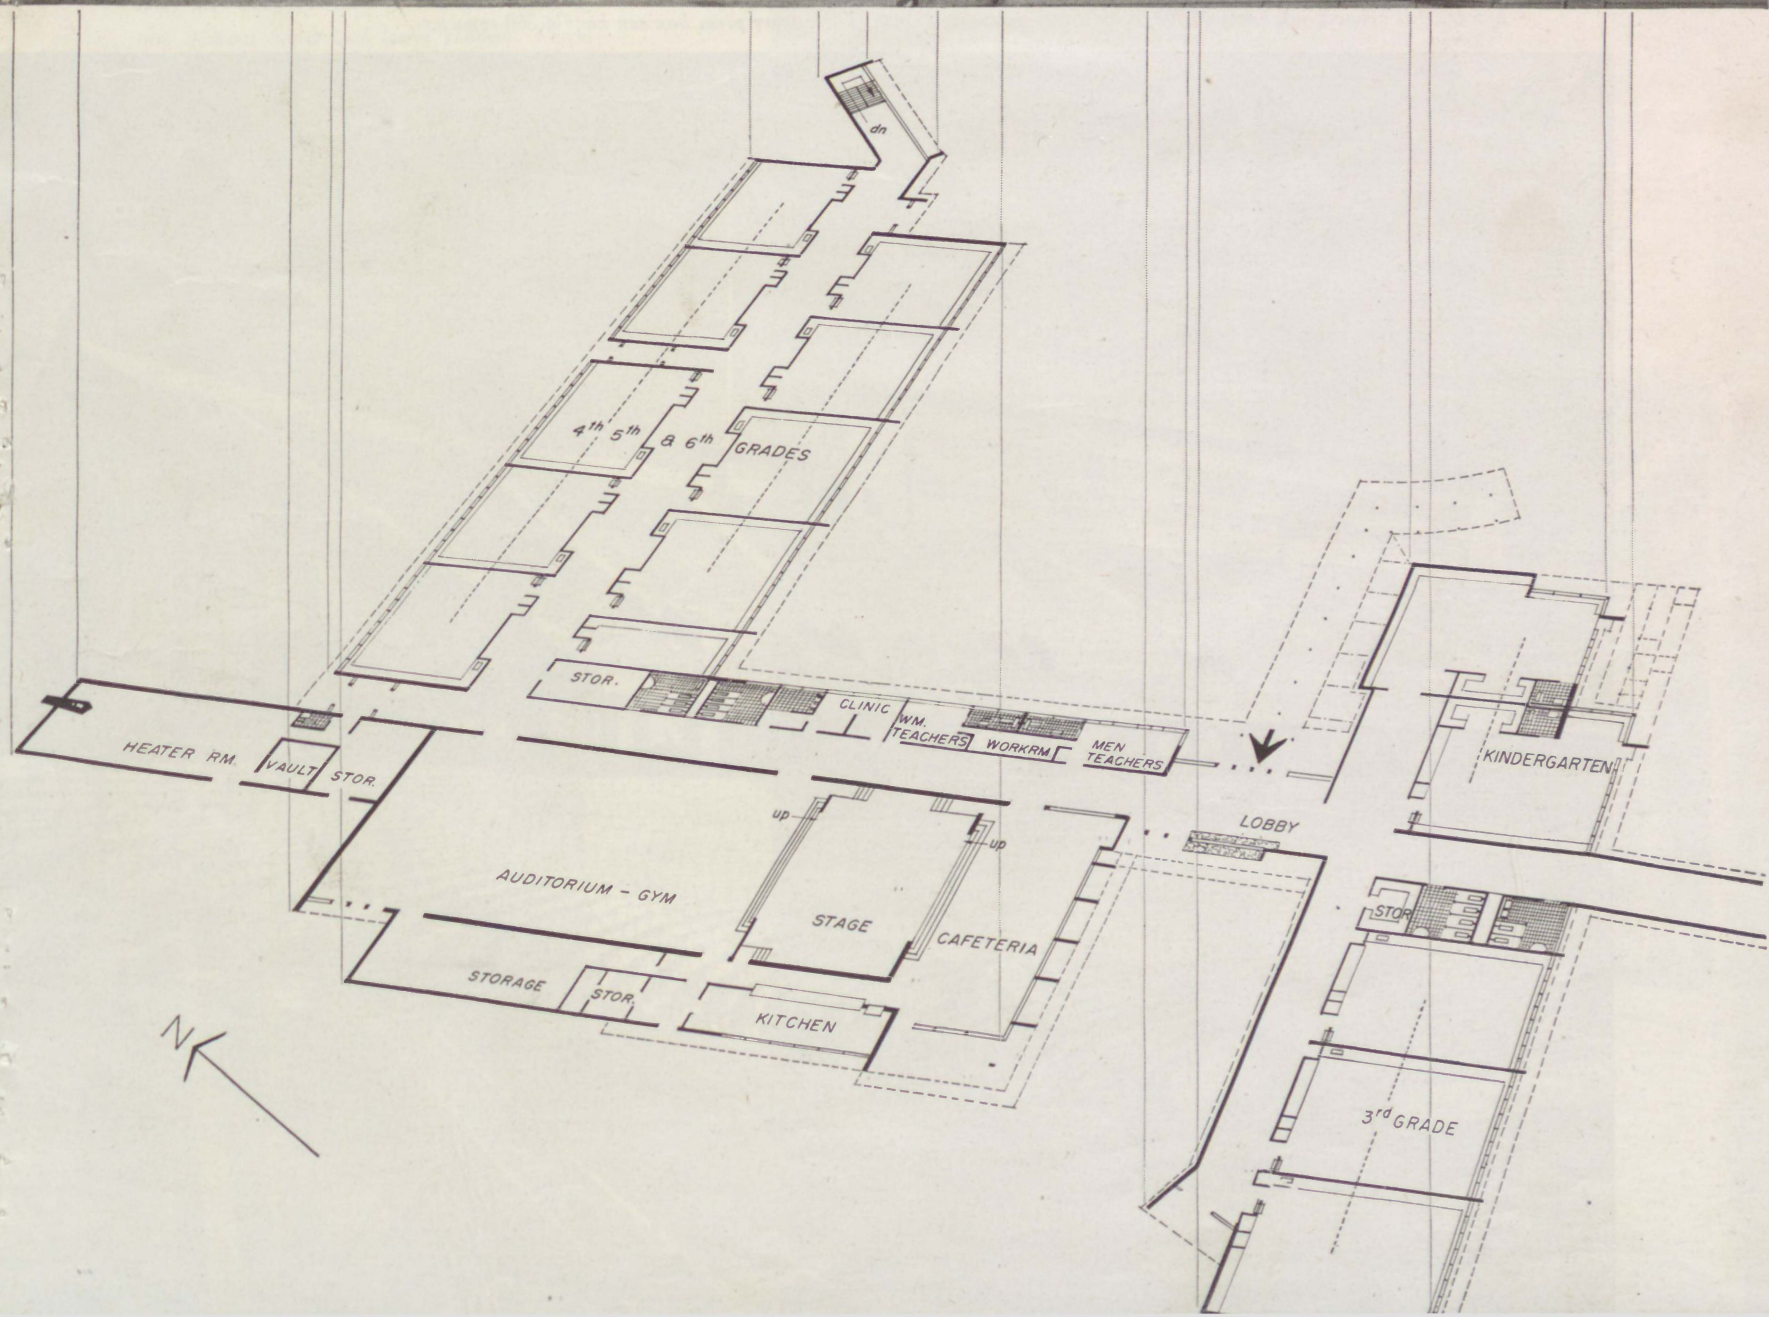 dn
4th 5th & 6th GRADES
STOR.
CLINIC
WM. TEACHERS
WORKRM.
MEN TEACHERS
HEATER RM.
VAULT
STOR.
KINDERGARTEN
LOBBY
up
up
AUDITORIUM - GYM
STAGE
CAFETERIA
STOR.
STORAGE
STOR.
KITCHEN
N
3rd GRADE